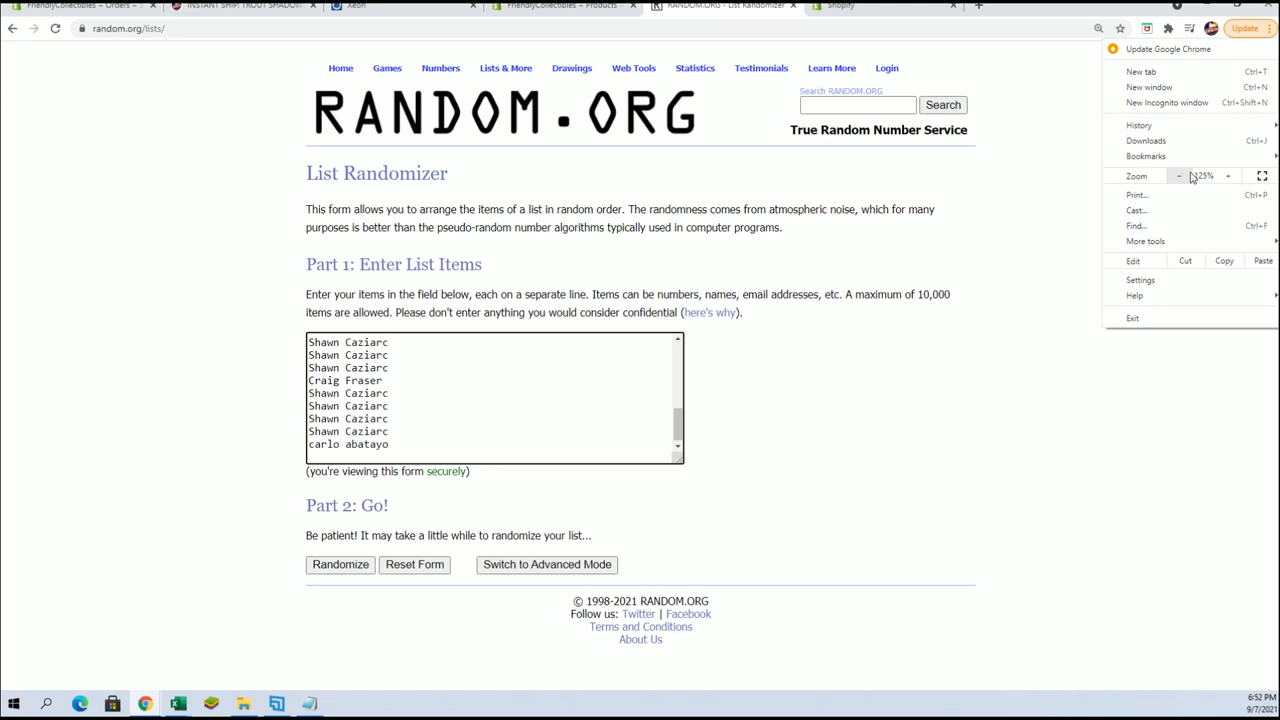 FriendlyCollectibles ~ Orders ~ S
INSTANT SHIP: TROUT SHADOW
Xeon
FriendlyCollectibles ~ Products ~
RANDOM.ORG - List Randomizer
Shopify
random.org/lists/
Update
Home Games Numbers Lists & More Drawings Web Tools Statistics Testimonials Learn More Login
RANDOM.ORG
Search RANDOM.ORG
Search
True Random Number Service
List Randomizer
This form allows you to arrange the items of a list in random order. The randomness comes from atmospheric noise, which for many
purposes is better than the pseudo-random number algorithms typically used in computer programs.
Part 1: Enter List Items
Enter your items in the field below, each on a separate line. Items can be numbers, names, email addresses, etc. A maximum of 10,000
items are allowed. Please don't enter anything you would consider confidential (here's why).
Shawn Caziarc
Shawn Caziarc
Shawn Caziarc
Craig Fraser
Shawn Caziarc
Shawn Caziarc
Shawn Caziarc
Shawn Caziarc
carlo abatayo
(you're viewing this form securely)
Part 2: Go!
Be patient! It may take a little while to randomize your list...
Randomize Reset Form Switch to Advanced Mode
© 1998-2021 RANDOM.ORG
Follow us: Twitter | Facebook
Terms and Conditions
About Us
Update Google Chrome
New tab Ctrl+T
New window Ctrl+N
New Incognito window Ctrl+Shift+N
History
Downloads Ctrl+J
Bookmarks
Zoom - 125% +
Print... Ctrl+P
Cast...
Find... Ctrl+F
More tools
Edit Cut Copy Paste
Settings
Help
Exit
6:52 PM
9/7/2021